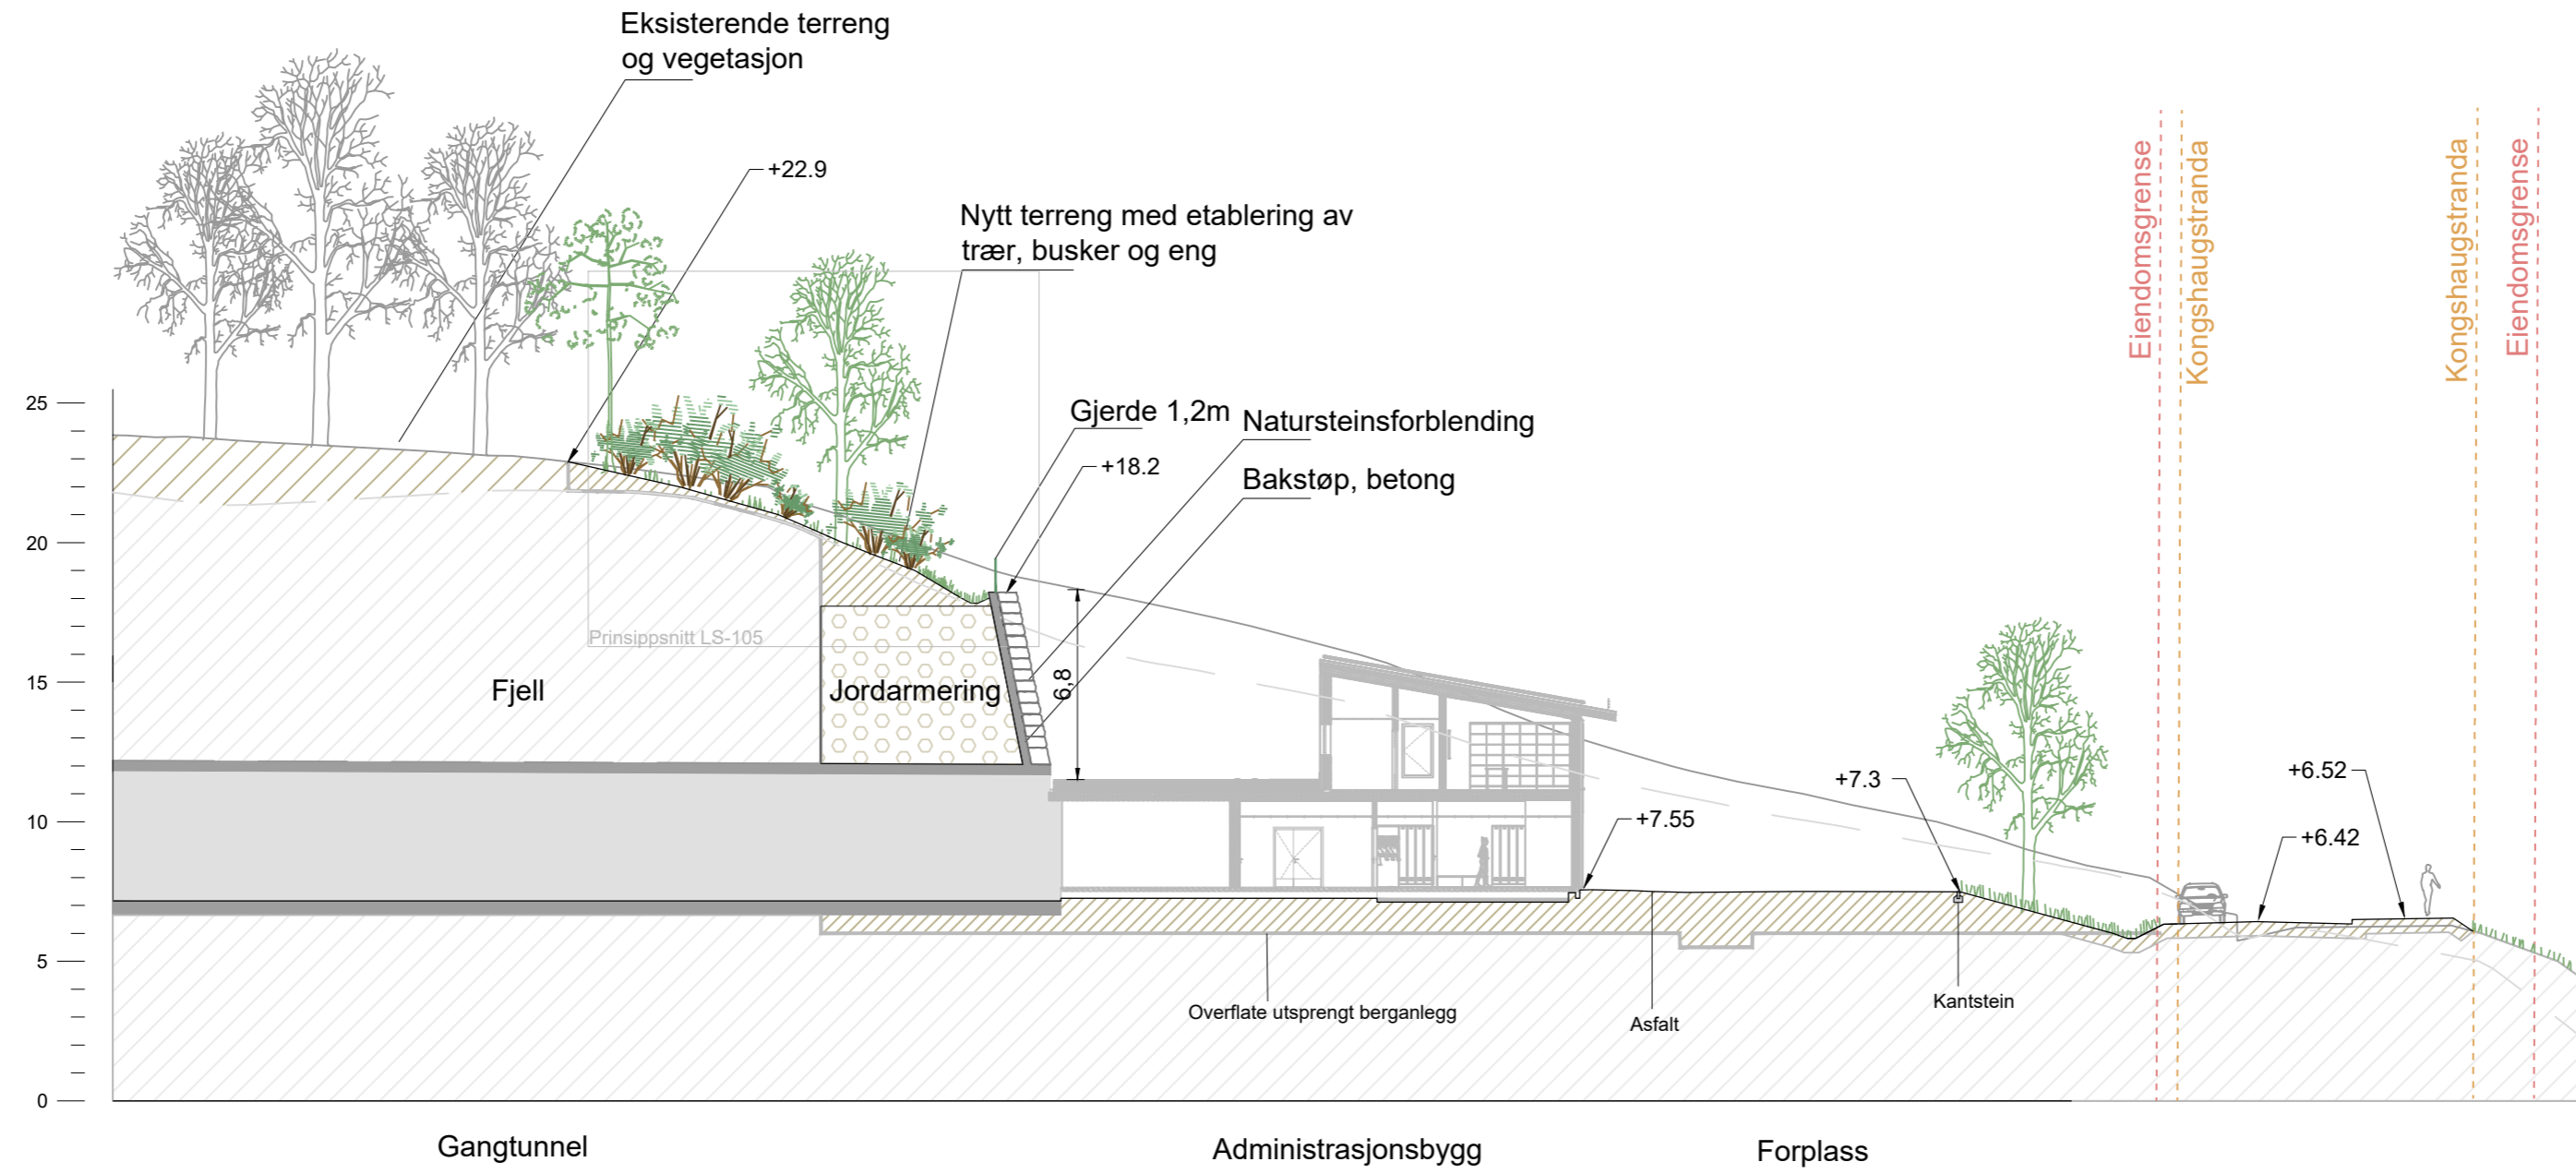 Eksisterende terreng
og vegetasjon
+22.9
Nytt terreng med etablering av
trær, busker og eng
Eiendomsgrense
Kongshaugstranda
Kongshaugstranda
Eiendomsgrense
Gjerde 1,2m
Natursteinsforblending
+18.2
Bakstøp, betong
25
20
15
10
5
0
Prinsippsnitt LS-105
Fjell
Jordarmering
6,8
+7.3
+7.55
+6.52
+6.42
Overflate utsprengt berganlegg
Asfalt
Kantstein
Gangtunnel
Administrasjonsbygg
Forplass